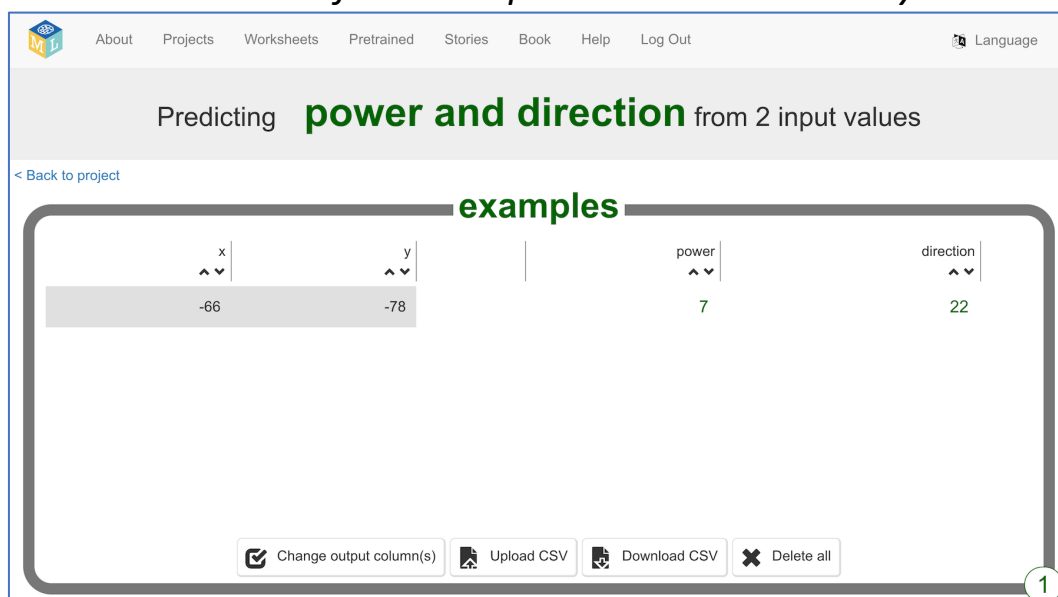 ML
About Projects Worksheets Pretrained Stories Book Help Log Out Language
Predicting power and direction from 2 input values
< Back to project
examples
x y power direction
-66 -78 7 22
Change output column(s) Upload CSV Download CSV Delete all
1